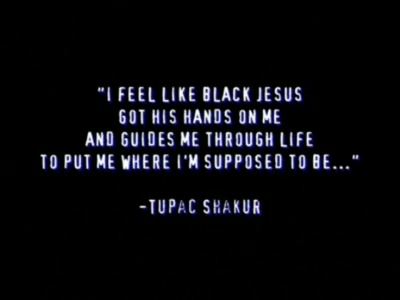 "I FEEL LIKE BLACK JESUS
GOT HIS HANDS ON ME
AND GUIDES ME THROUGH LIFE
TO PUT ME WHERE I'M SUPPOSED TO BE..."
-TUPAC SHAKUR